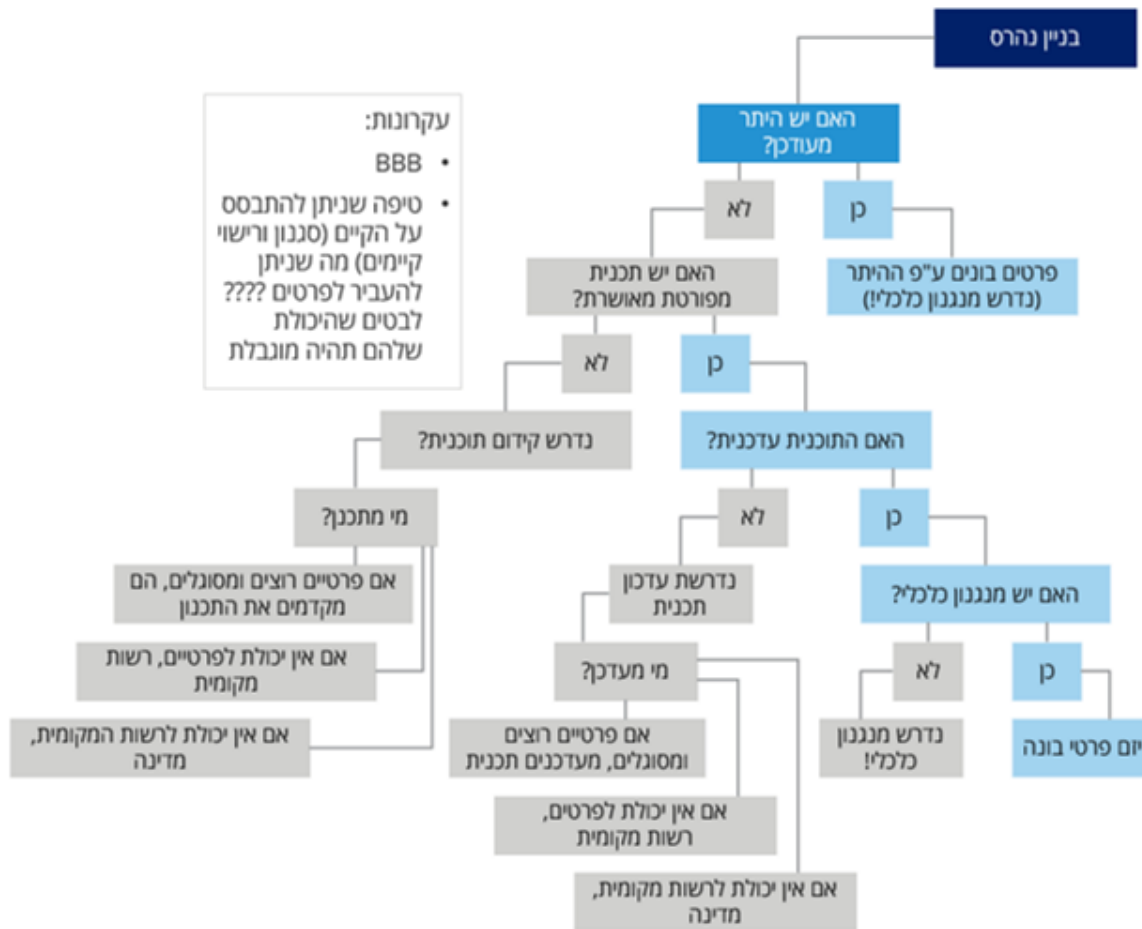 בניין נהרס
האם יש היתר
מעודכן?
כן
לא
פרטים בונים ע"פ ההיתר
(נדרש מנגנון כלכלי!)
האם יש תכנית
מפורטת מאושרת?
כן
לא
האם התוכנית עדכנית?
נדרש קידום תוכנית?
כן
לא
מי מתכנן?
האם יש מנגנון כלכלי?
נדרשת עדכון
תכנית
אם פרטיים רוצים ומסוגלים, הם
מקדמים את התכנון
כן
לא
מי מעדכן?
אם אין יכולת לפרטיים, רשות
מקומית
יזם פרטי בונה
נדרש מנגנון
כלכלי!
אם פרטיים רוצים
ומסוגלים, מעדכנים תכנית
אם אין יכולת לרשות המקומית,
מדינה
אם אין יכולת לפרטים,
רשות מקומית
אם אין יכולת לרשות מקומית,
מדינה
עקרונות:
• BBB
• טיפה שניתן להתבסס
על הקיים (סגנון ורישוי
קיימים) מה שניתן
להעביר לפרטים ????
לבטים שהיכולת
שלהם תהיה מוגבלת